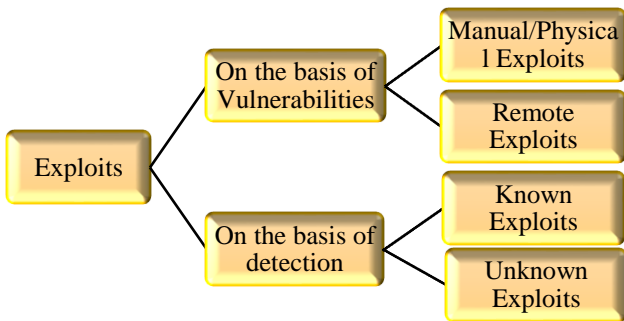 Exploits
On the basis of
Vulnerabilities
Manual/Physica
l Exploits
Remote
Exploits
On the basis of
detection
Known
Exploits
Unknown
Exploits